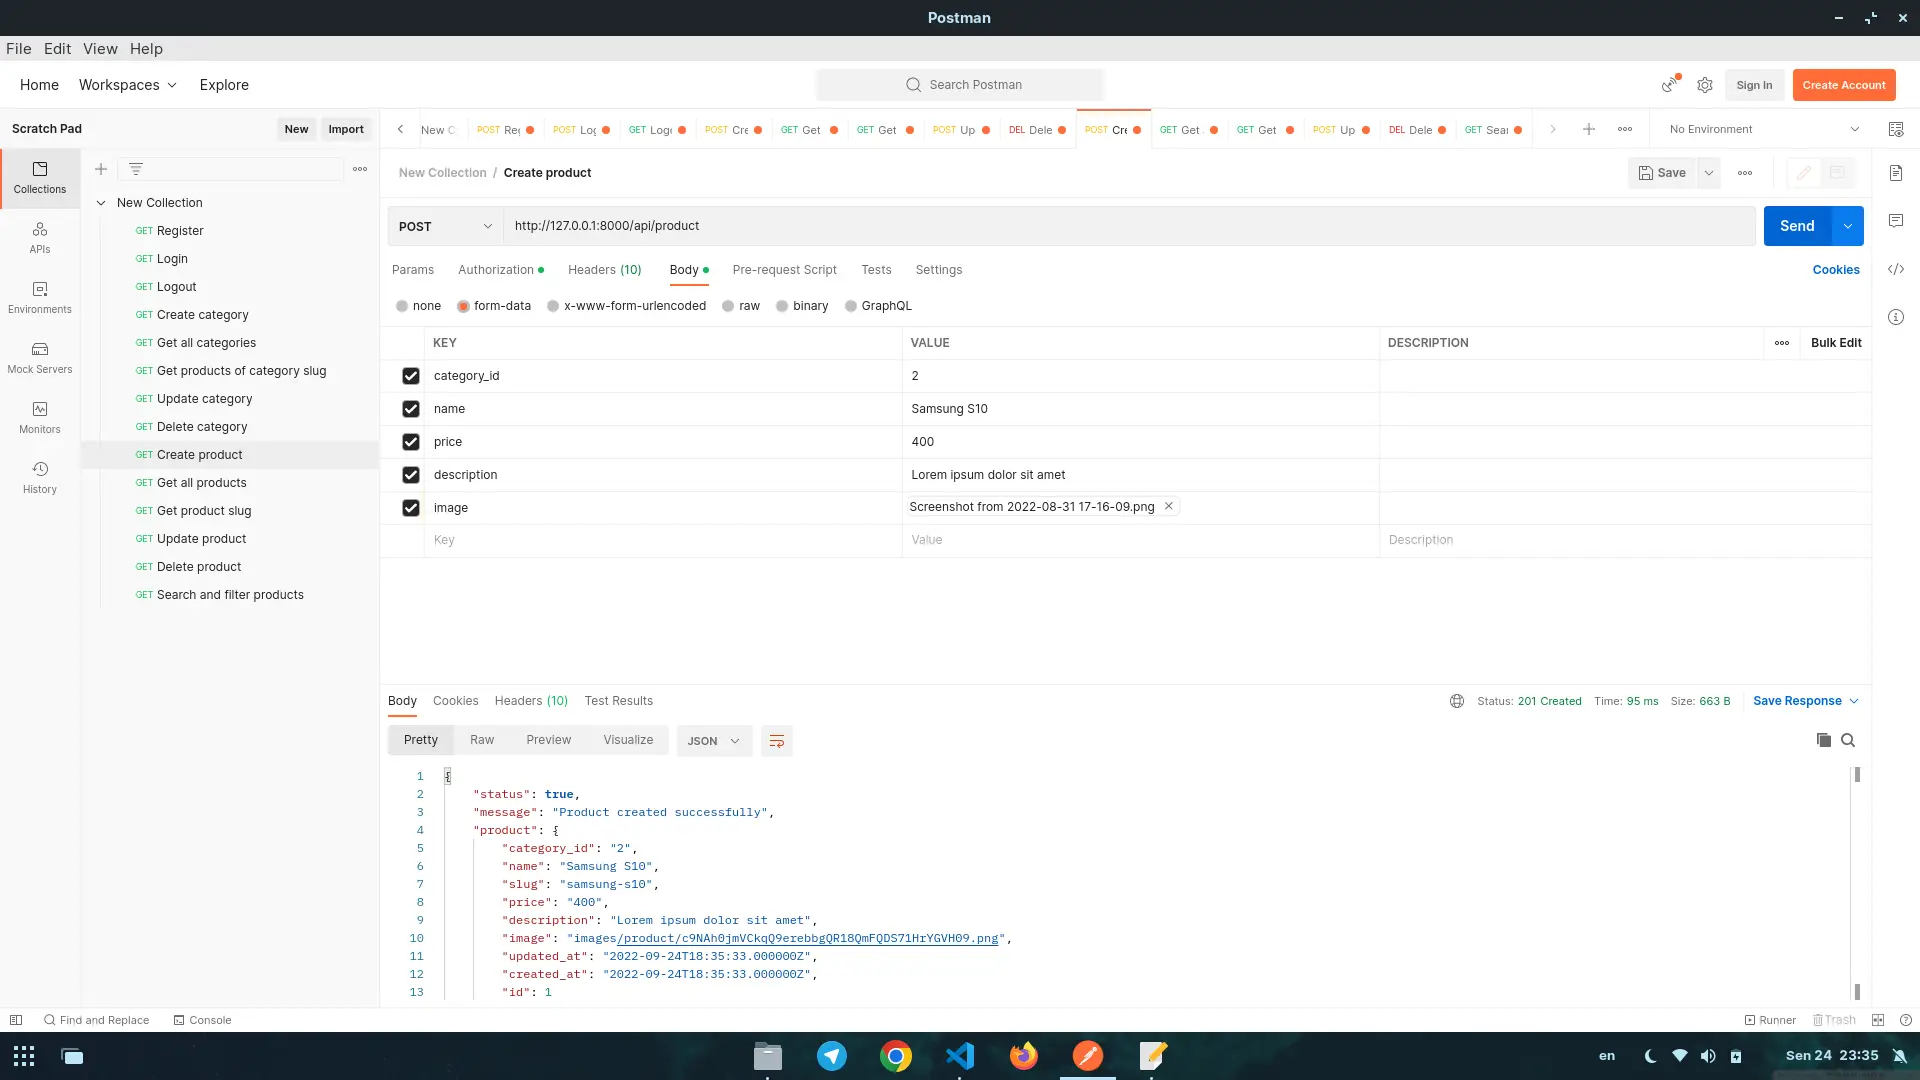 Postman
File Edit View Help
Home Workspaces Explore Search Postman Sign In Create Account
Scratch Pad New Import
New C POST Re POST Log GET Logo POST Cre GET Get GET Get POST Up DEL Dele POST Cre GET Get GET Get POST Up DEL Dele GET Sear No Environment
Collections
APIs
Environments
Mock Servers
Monitors
History
New Collection
GET Register
GET Login
GET Logout
GET Create category
GET Get all categories
GET Get products of category slug
GET Update category
GET Delete category
GET Create product
GET Get all products
GET Get product slug
GET Update product
GET Delete product
GET Search and filter products
New Collection / Create product Save
POST http://127.0.0.1:8000/api/product Send
Params Authorization Headers (10) Body Pre-request Script Tests Settings Cookies
none form-data x-www-form-urlencoded raw binary GraphQL
KEY VALUE DESCRIPTION Bulk Edit
category_id 2
name Samsung S10
price 400
description Lorem ipsum dolor sit amet
image Screenshot from 2022-08-31 17-16-09.png
Key Value Description
Body Cookies Headers (10) Test Results Status: 201 Created Time: 95 ms Size: 663 B Save Response
Pretty Raw Preview Visualize JSON
1 {
2 "status": true,
3 "message": "Product created successfully",
4 "product": {
5 "category_id": "2",
6 "name": "Samsung S10",
7 "slug": "samsung-s10",
8 "price": "400",
9 "description": "Lorem ipsum dolor sit amet",
10 "image": "images/product/c9NAh0jmVCkqQ9erebbgQR18QmFQDS71HrYGVH09.png",
11 "updated_at": "2022-09-24T18:35:33.000000Z",
12 "created_at": "2022-09-24T18:35:33.000000Z",
13 "id": 1
Find and Replace Console Runner Trash
en Sen 24 23:35